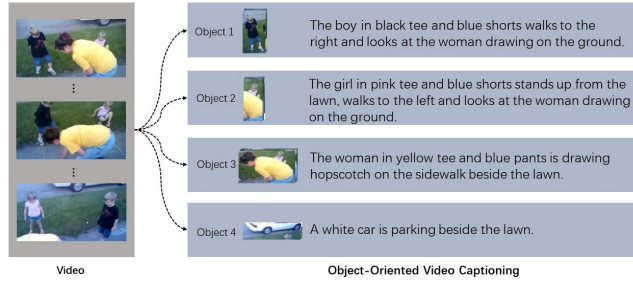 Object 1
The boy in black tee and blue shorts walks to the
right and looks at the woman drawing on the ground.
Object 2
The girl in pink tee and blue shorts stands up from the
lawn, walks to the left and looks at the woman drawing
on the ground.
Object 3
The woman in yellow tee and blue pants is drawing
hopscotch on the sidewalk beside the lawn.
Object 4
A white car is parking beside the lawn.
Video
Object-Oriented Video Captioning